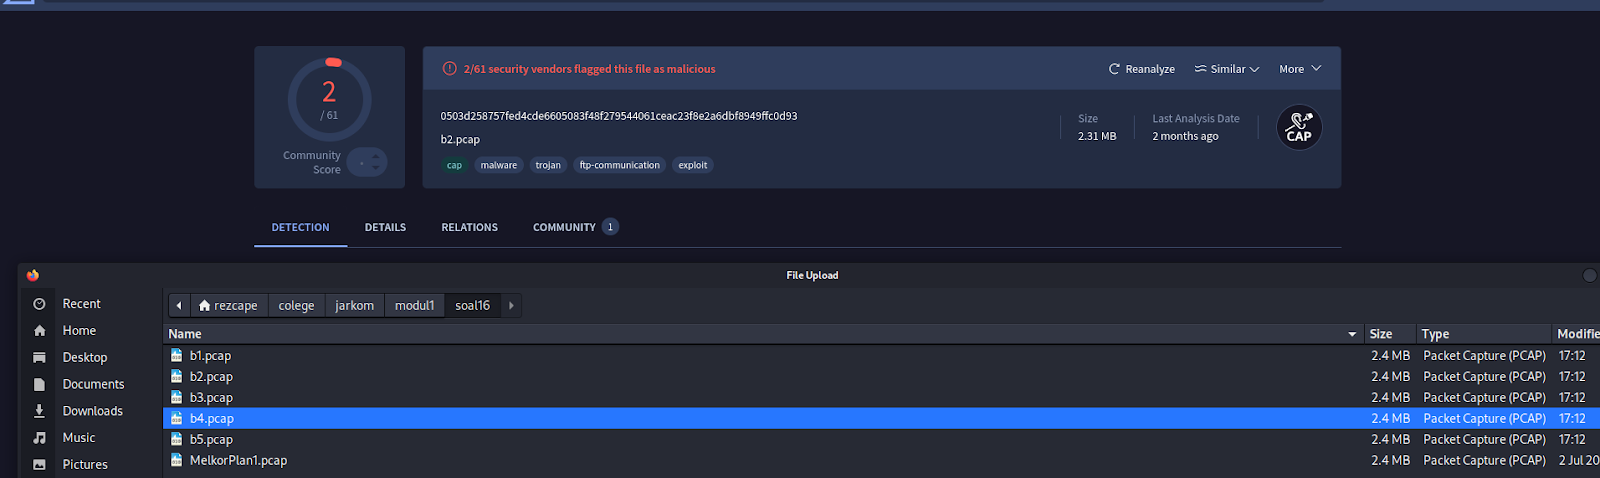 2/61 security vendors flagged this file as malicious
Reanalyze
Similar
More
2
/ 61
Community
Score
0503d258757fed4cde6605083f48f279544061ceac23f8e2a6dbf8949ffc0d93
b2.pcap
Size
2.31 MB
Last Analysis Date
2 months ago
CAP
cap
malware
trojan
ftp-communication
exploit
DETECTION
DETAILS
RELATIONS
COMMUNITY 1
File Upload
Recent
Home
Desktop
Documents
Downloads
Music
Pictures
rezcape
colege
jarkom
modul1
soal16
Name Size Type Modifie
b1.pcap 2.4 MB Packet Capture (PCAP) 17:12
b2.pcap 2.4 MB Packet Capture (PCAP) 17:12
b3.pcap 2.4 MB Packet Capture (PCAP) 17:12
b4.pcap 2.4 MB Packet Capture (PCAP) 17:12
b5.pcap 2.4 MB Packet Capture (PCAP) 17:12
MelkorPlan1.pcap 2.4 MB Packet Capture (PCAP) 2 Jul 20